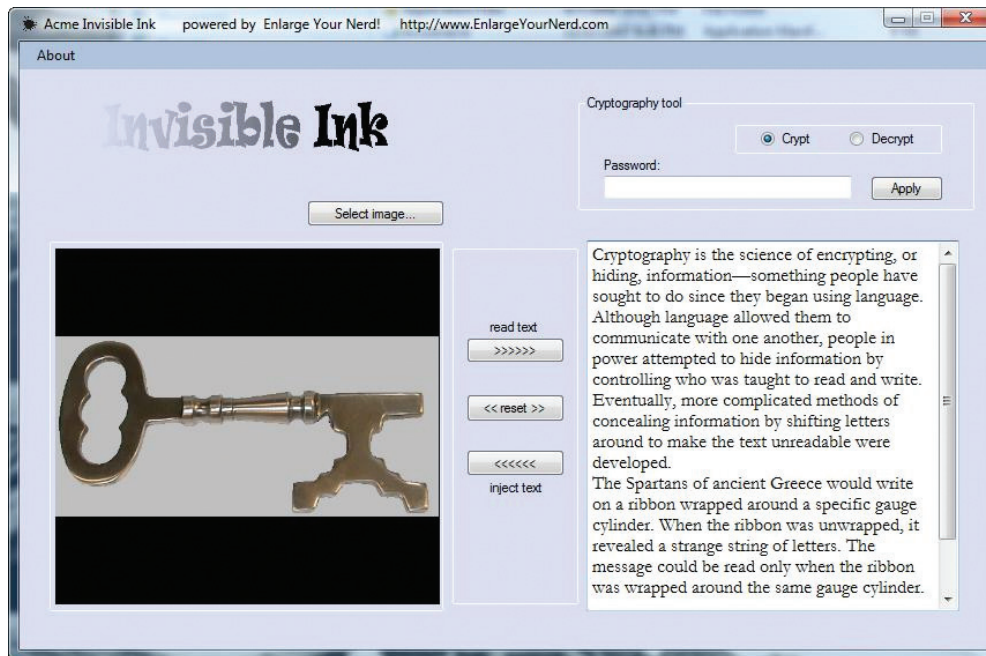 Acme Invisible Ink powered by Enlarge Your Nerd! http://www.EnlargeYourNerd.com
About
Invisible Ink
Select image...
Cryptography tool
Crypt Decrypt
Password:
Apply
read text
>>>>>>
<< reset >>
<<<<<<
inject text
Cryptography is the science of encrypting, or
hiding, information—something people have
sought to do since they began using language.
Although language allowed them to
communicate with one another, people in
power attempted to hide information by
controlling who was taught to read and write.
Eventually, more complicated methods of
concealing information by shifting letters
around to make the text unreadable were
developed.
The Spartans of ancient Greece would write
on a ribbon wrapped around a specific gauge
cylinder. When the ribbon was unwrapped, it
revealed a strange string of letters. The
message could be read only when the ribbon
was wrapped around the same gauge cylinder.